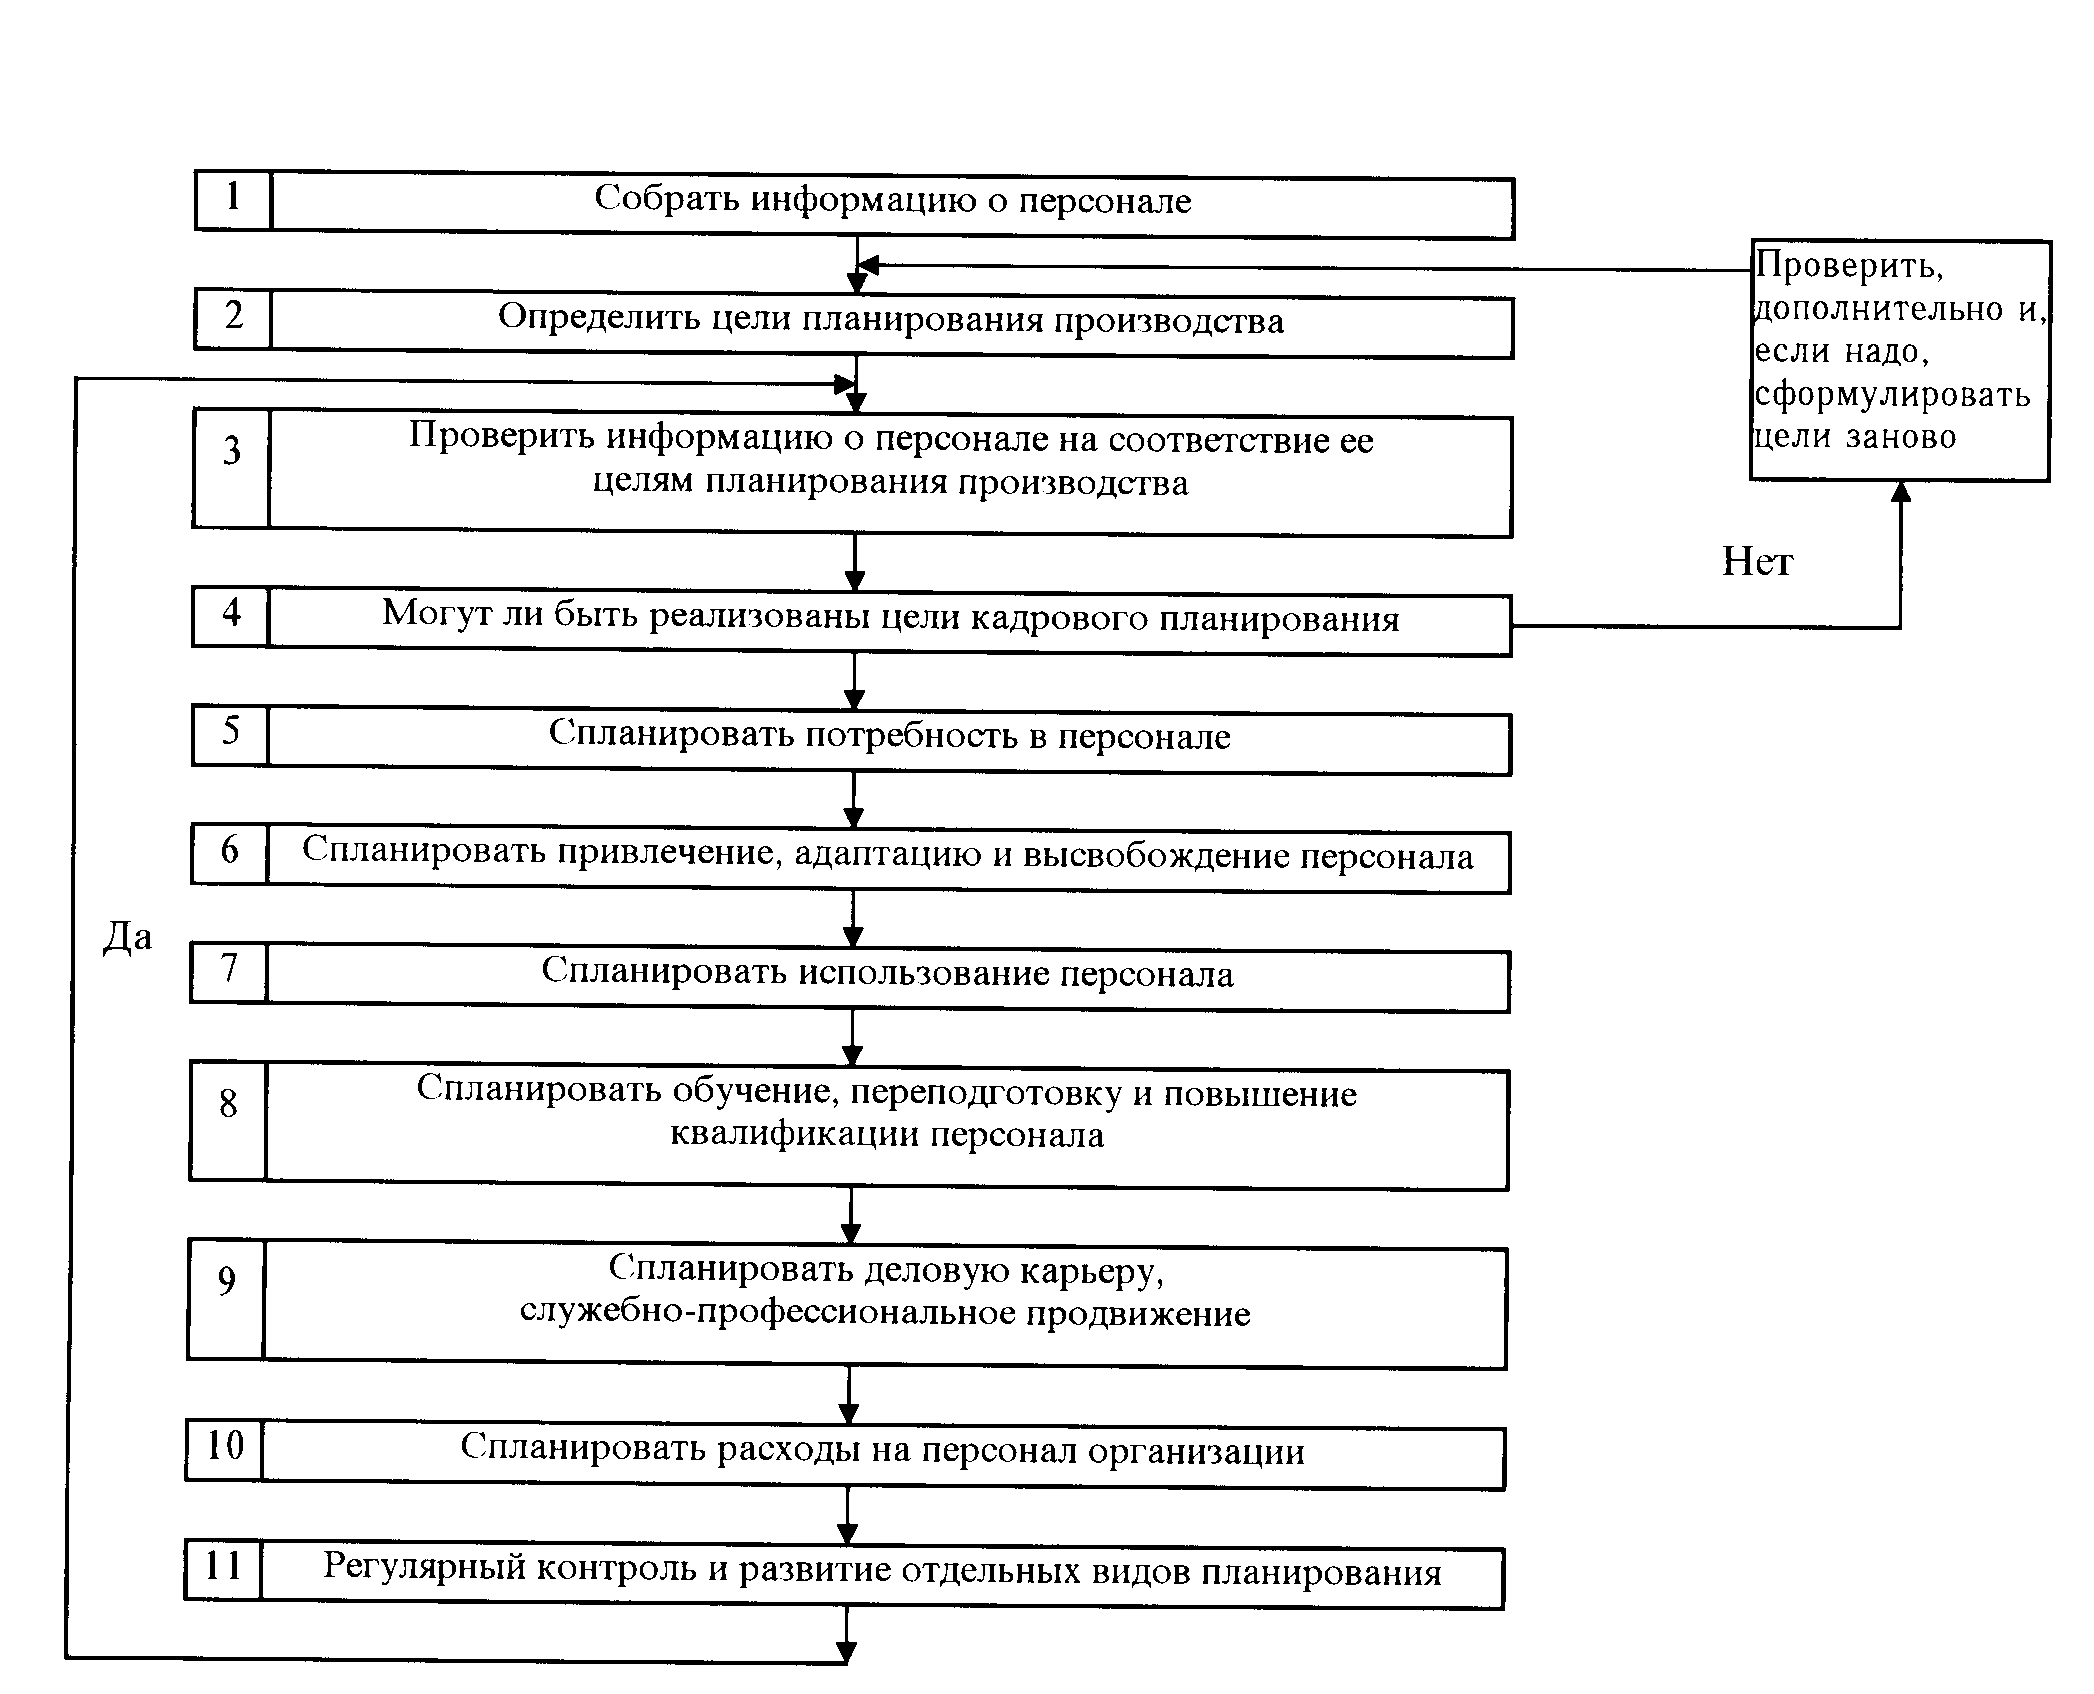 1 Собрать информацию о персонале
Проверить,
дополнительно и,
если надо,
сформулировать
цели заново
2 Определить цели планирования производства
3 Проверить информацию о персонале на соответствие ее
целям планирования производства
Нет
4 Могут ли быть реализованы цели кадрового планирования
5 Спланировать потребность в персонале
6 Спланировать привлечение, адаптацию и высвобождение персонала
Да
7 Спланировать использование персонала
8 Спланировать обучение, переподготовку и повышение
квалификации персонала
9 Спланировать деловую карьеру,
служебно-профессиональное продвижение
10 Спланировать расходы на персонал организации
11 Регулярный контроль и развитие отдельных видов планирования